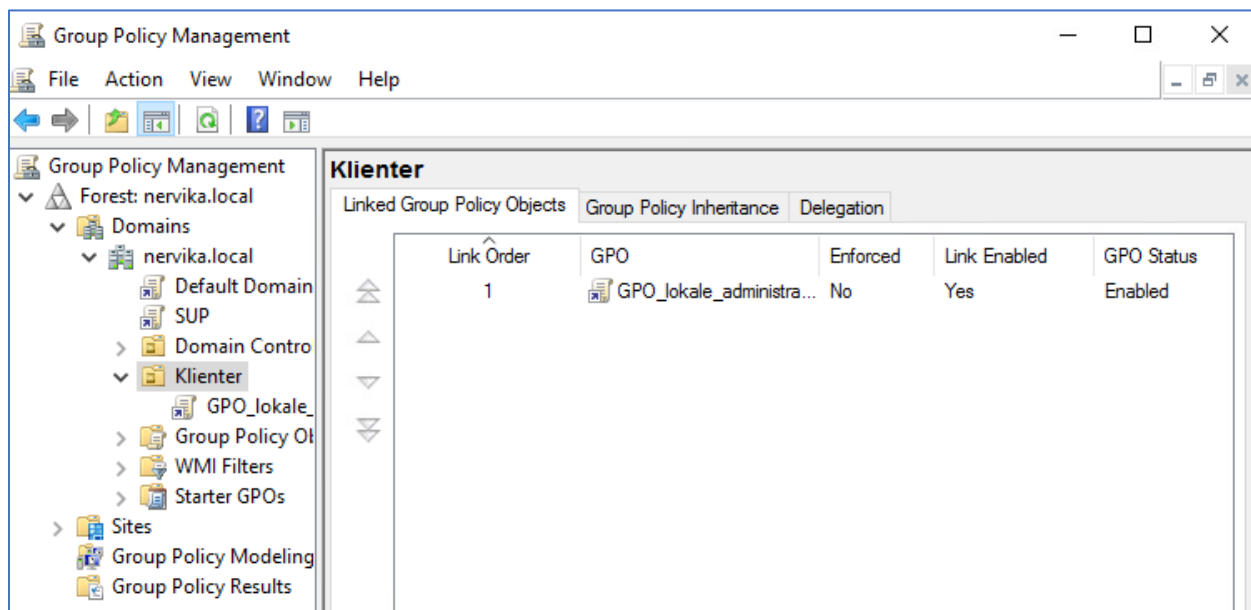 Group Policy Management
File Action View Window Help
Group Policy Management
Forest: nervika.local
Domains
nervika.local
Default Domain
SUP
Domain Contro
Klienter
GPO_lokale_
Group Policy Ob
WMI Filters
Starter GPOs
Sites
Group Policy Modeling
Group Policy Results
Klienter
Linked Group Policy Objects Group Policy Inheritance Delegation
Link Order GPO Enforced Link Enabled GPO Status
1 GPO_lokale_administra... No Yes Enabled